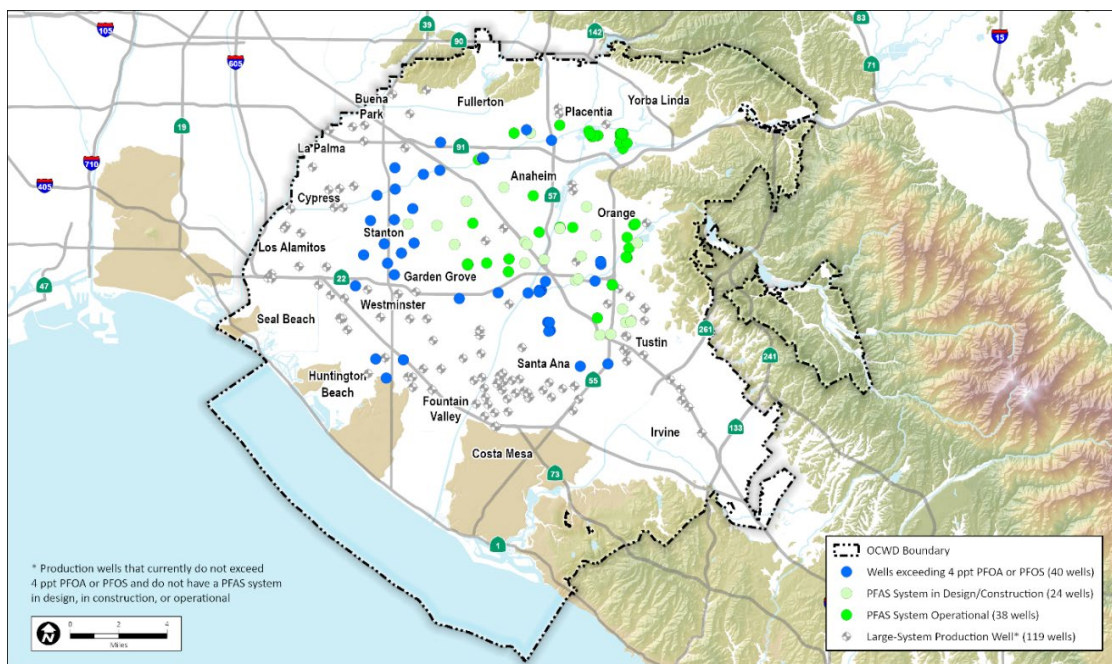 105
39
90
142
83
15
605
71
Buena
Park
Fullerton
Placentia
Yorba Linda
19
91
La Palma
710
405
Anaheim
57
Cypress
Orange
Stanton
Los Alamitos
Garden Grove
22
47
Westminster
Seal Beach
261
Tustin
241
Santa Ana
55
Huntington
Beach
Fountain
Valley
133
Irvine
Costa Mesa
73
1
* Production wells that currently do not exceed
4 ppt PFOA or PFOS and do not have a PFAS system
in design, in construction, or operational
N
0 2 4
Miles
OCWD Boundary
Wells exceeding 4 ppt PFOA or PFOS (40 wells)
PFAS System in Design/Construction (24 wells)
PFAS System Operational (38 wells)
Large-System Production Well* (119 wells)